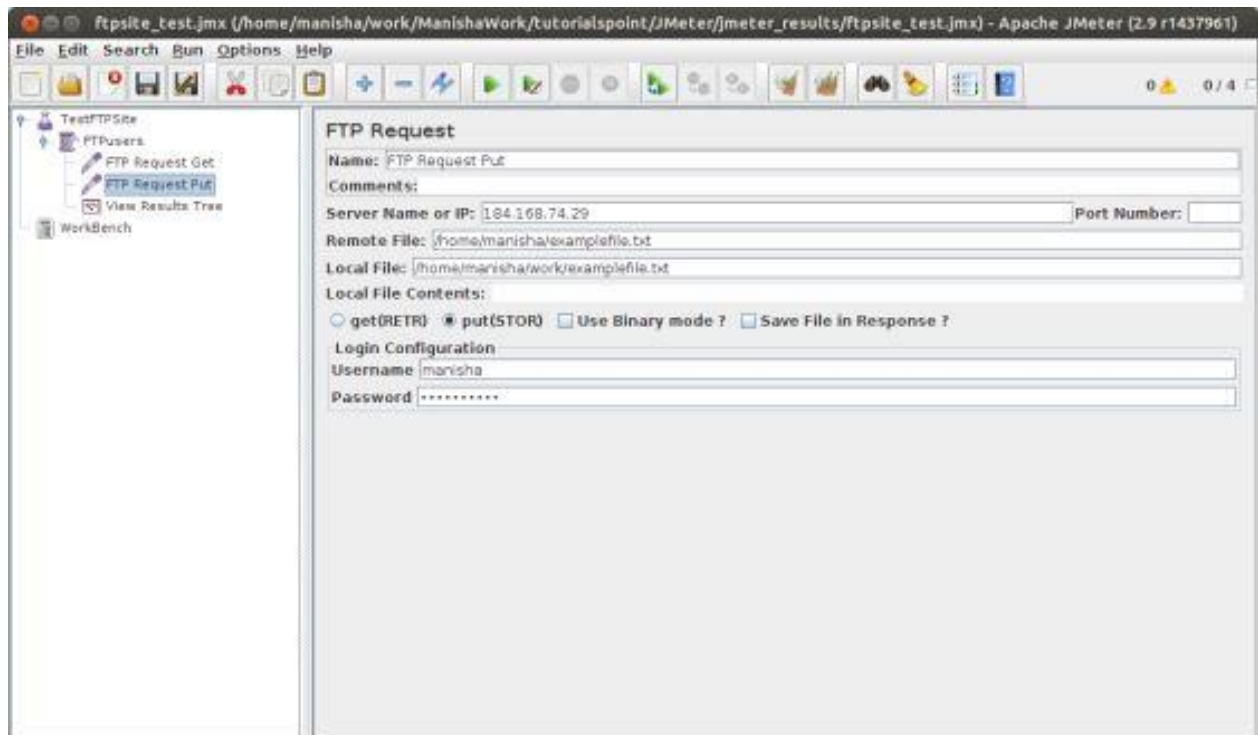 ftpsite_test.jmx (/home/manisha/work/ManishaWork/tutorialspoint/JMeter/jmeter_results/ftpsite_test.jmx) - Apache JMeter (2.9 r1437961)
File Edit Search Run Options Help
0 0 / 4
TestFTPSite
FTPusers
FTP Request Get
FTP Request Put
View Results Tree
WorkBench
FTP Request
Name: FTP Request Put
Comments:
Server Name or IP: 184.168.74.29 Port Number:
Remote File: /home/manisha/examplefile.txt
Local File: /home/manisha/work/examplefile.txt
Local File Contents:
get(RETR) put(STOR) Use Binary mode ? Save File in Response ?
Login Configuration
Username manisha
Password ••••••••••